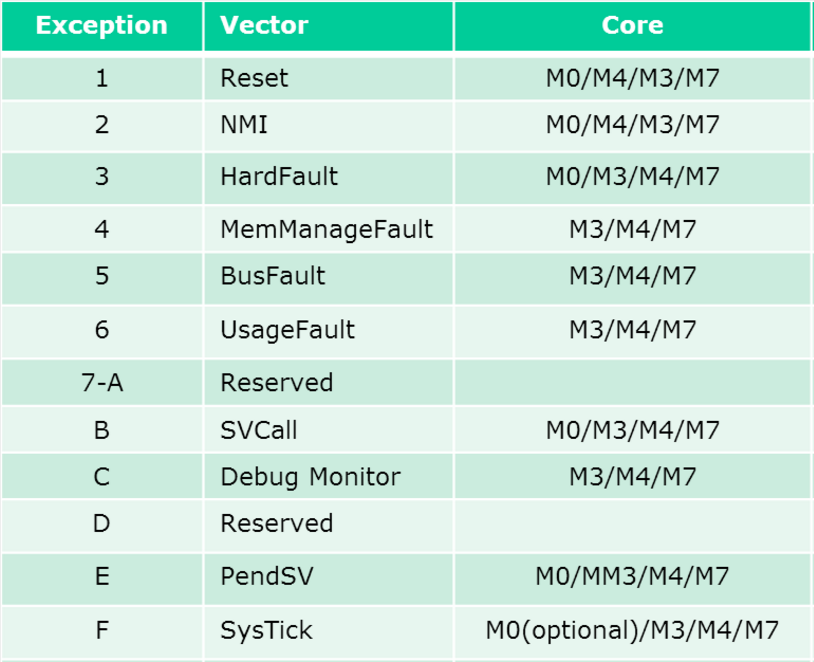 Exception Vector Core
1 Reset M0/M4/M3/M7
2 NMI M0/M4/M3/M7
3 HardFault M0/M3/M4/M7
4 MemManageFault M3/M4/M7
5 BusFault M3/M4/M7
6 UsageFault M3/M4/M7
7-A Reserved
B SVCall M0/M3/M4/M7
C Debug Monitor M3/M4/M7
D Reserved
E PendSV M0/MM3/M4/M7
F SysTick M0(optional)/M3/M4/M7